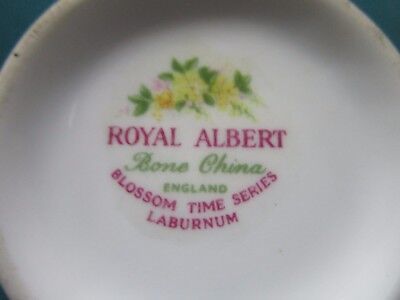 ROYAL ALBERT
Bone China
ENGLAND
BLOSSOM TIME SERIES
LABURNUM